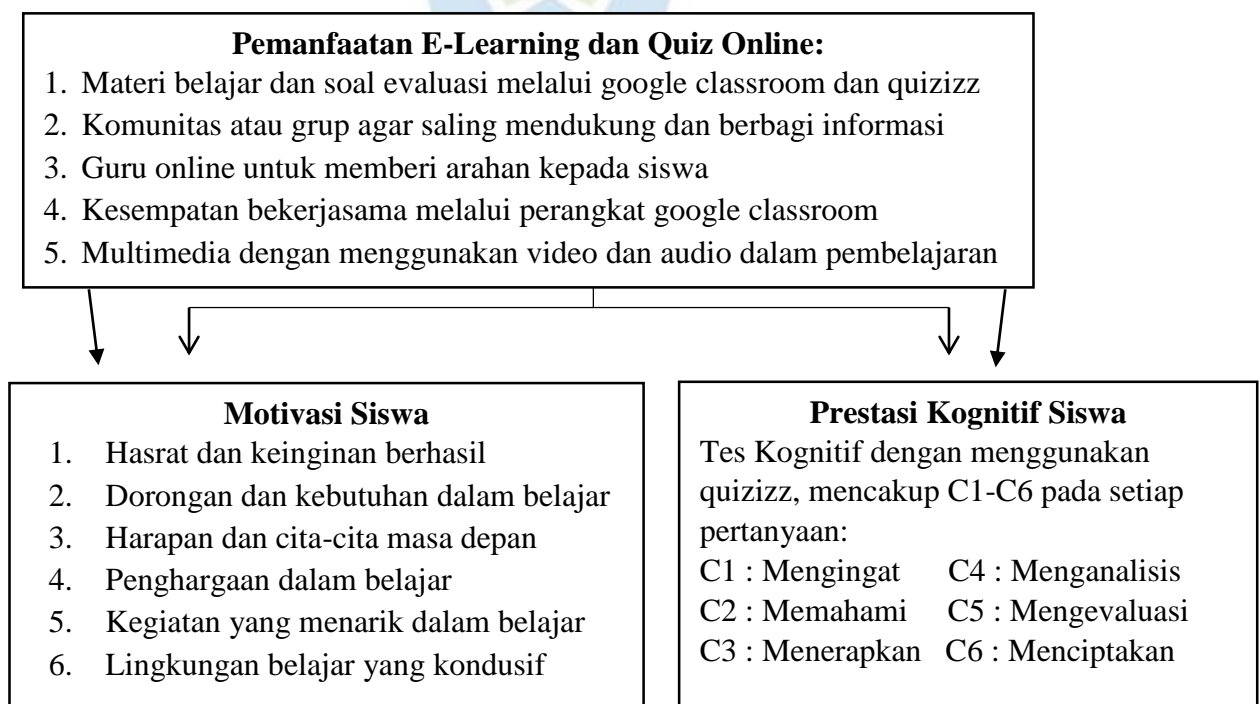 Pemanfaatan E-Learning dan Quiz Online:
1. Materi belajar dan soal evaluasi melalui google classroom dan quizizz
2. Komunitas atau grup agar saling mendukung dan berbagi informasi
3. Guru online untuk memberi arahan kepada siswa
4. Kesempatan bekerjasama melalui perangkat google classroom
5. Multimedia dengan menggunakan video dan audio dalam pembelajaran
Motivasi Siswa
1. Hasrat dan keinginan berhasil
2. Dorongan dan kebutuhan dalam belajar
3. Harapan dan cita-cita masa depan
4. Penghargaan dalam belajar
5. Kegiatan yang menarik dalam belajar
6. Lingkungan belajar yang kondusif
Prestasi Kognitif Siswa
Tes Kognitif dengan menggunakan
quizizz, mencakup C1-C6 pada setiap
pertanyaan:
C1 : Mengingat C4 : Menganalisis
C2 : Memahami C5 : Mengevaluasi
C3 : Menerapkan C6 : Menciptakan